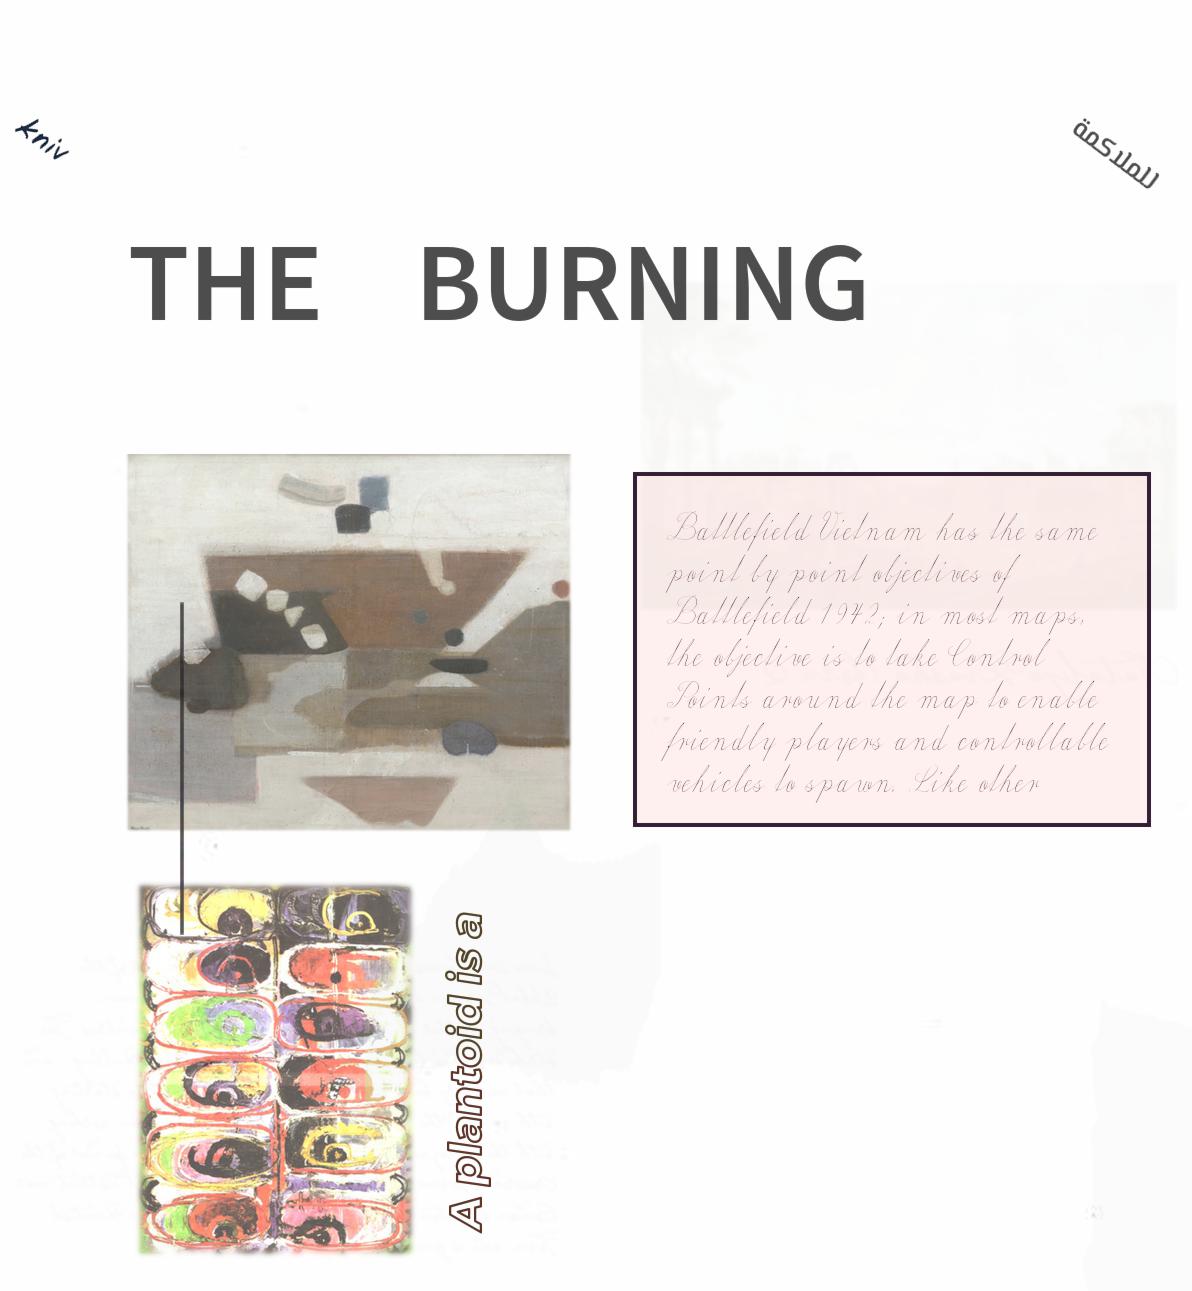 kniv
للملاكمة
THE BURNING
Battlefield Vietnam has the same
point by point objectives of
Battlefield 1942; in most maps,
the objective is to take Control
Points around the map to enable
friendly players and controllable
vehicles to spawn. Like other
A plantoid is a